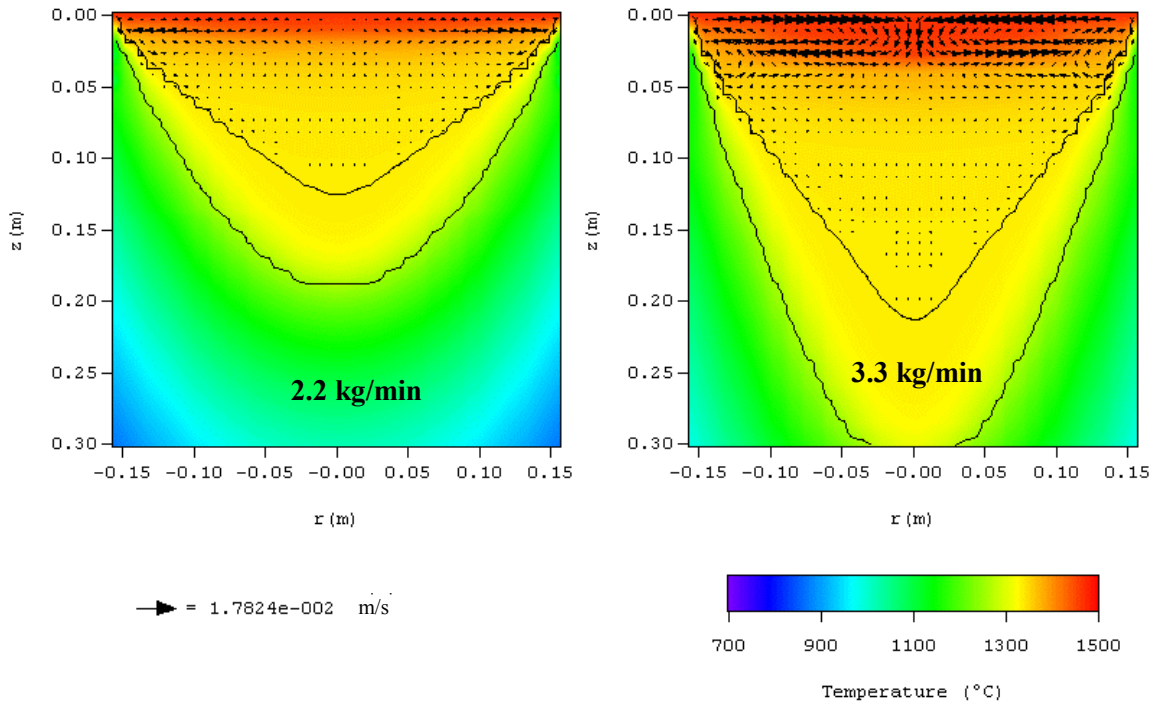 0.00
0.05
0.10
0.15
0.20
0.25
0.30
z (m)
-0.15 -0.10 -0.05 -0.00 0.05 0.10 0.15
r (m)
2.2 kg/min
0.00
0.05
0.10
0.15
0.20
0.25
0.30
z (m)
-0.15 -0.10 -0.05 -0.00 0.05 0.10 0.15
r (m)
3.3 kg/min
= 1.7824e-002 m/s
700 900 1100 1300 1500
Temperature (°C)